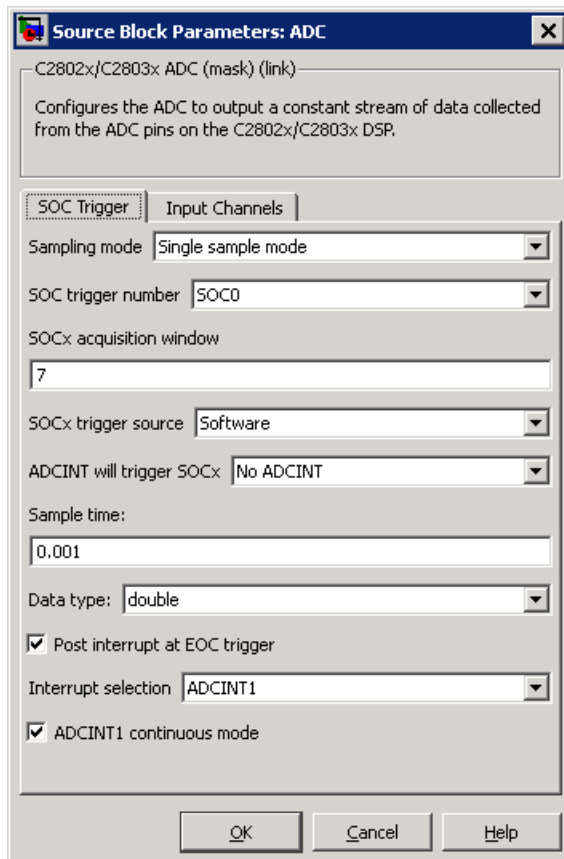 Source Block Parameters: ADC
C2802x/C2803x ADC (mask) (link)
Configures the ADC to output a constant stream of data collected
from the ADC pins on the C2802x/C2803x DSP.
SOC Trigger Input Channels
Sampling mode Single sample mode
SOC trigger number SOC0
SOCx acquisition window
7
SOCx trigger source Software
ADCINT will trigger SOCx No ADCINT
Sample time:
0.001
Data type: double
Post interrupt at EOC trigger
Interrupt selection ADCINT1
ADCINT1 continuous mode
OK Cancel Help